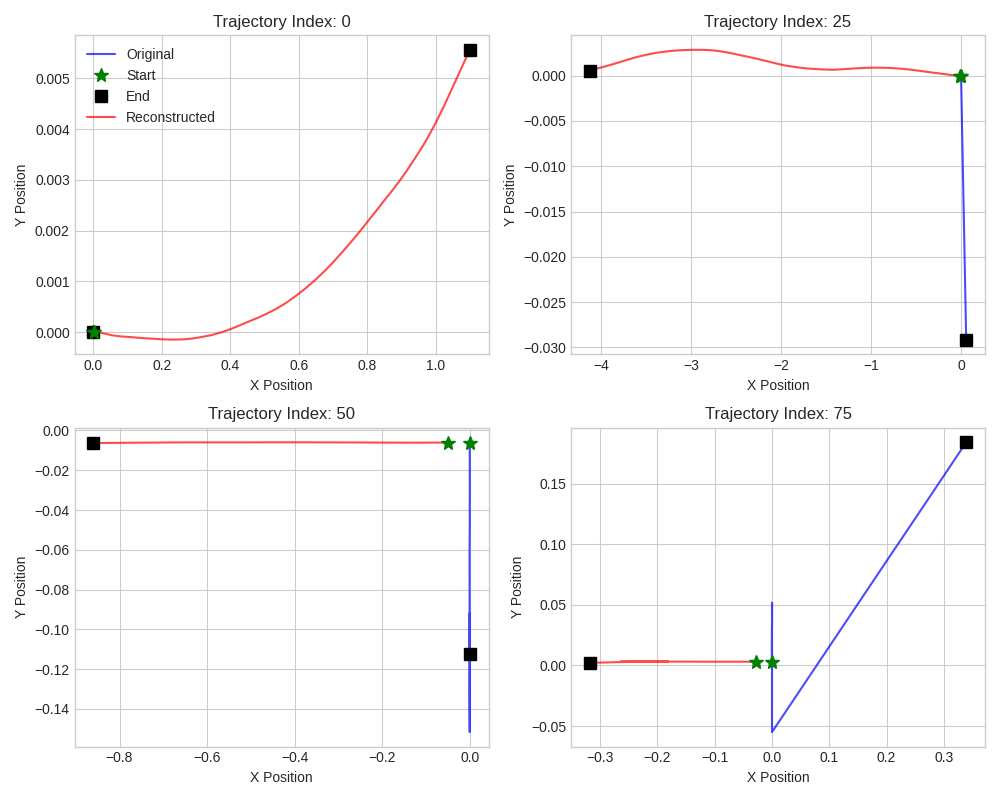 Trajectory Index: 0
Original
Start
End
Reconstructed
0.005
0.004
0.003
0.002
0.001
0.000
Y Position
0.0 0.2 0.4 0.6 0.8 1.0
X Position
Trajectory Index: 25
0.000
−0.005
−0.010
−0.015
−0.020
−0.025
−0.030
Y Position
−4 −3 −2 −1 0
X Position
Trajectory Index: 50
0.00
−0.02
−0.04
−0.06
−0.08
−0.10
−0.12
−0.14
Y Position
−0.8 −0.6 −0.4 −0.2 0.0
X Position
Trajectory Index: 75
0.15
0.10
0.05
0.00
−0.05
Y Position
−0.3 −0.2 −0.1 0.0 0.1 0.2 0.3
X Position